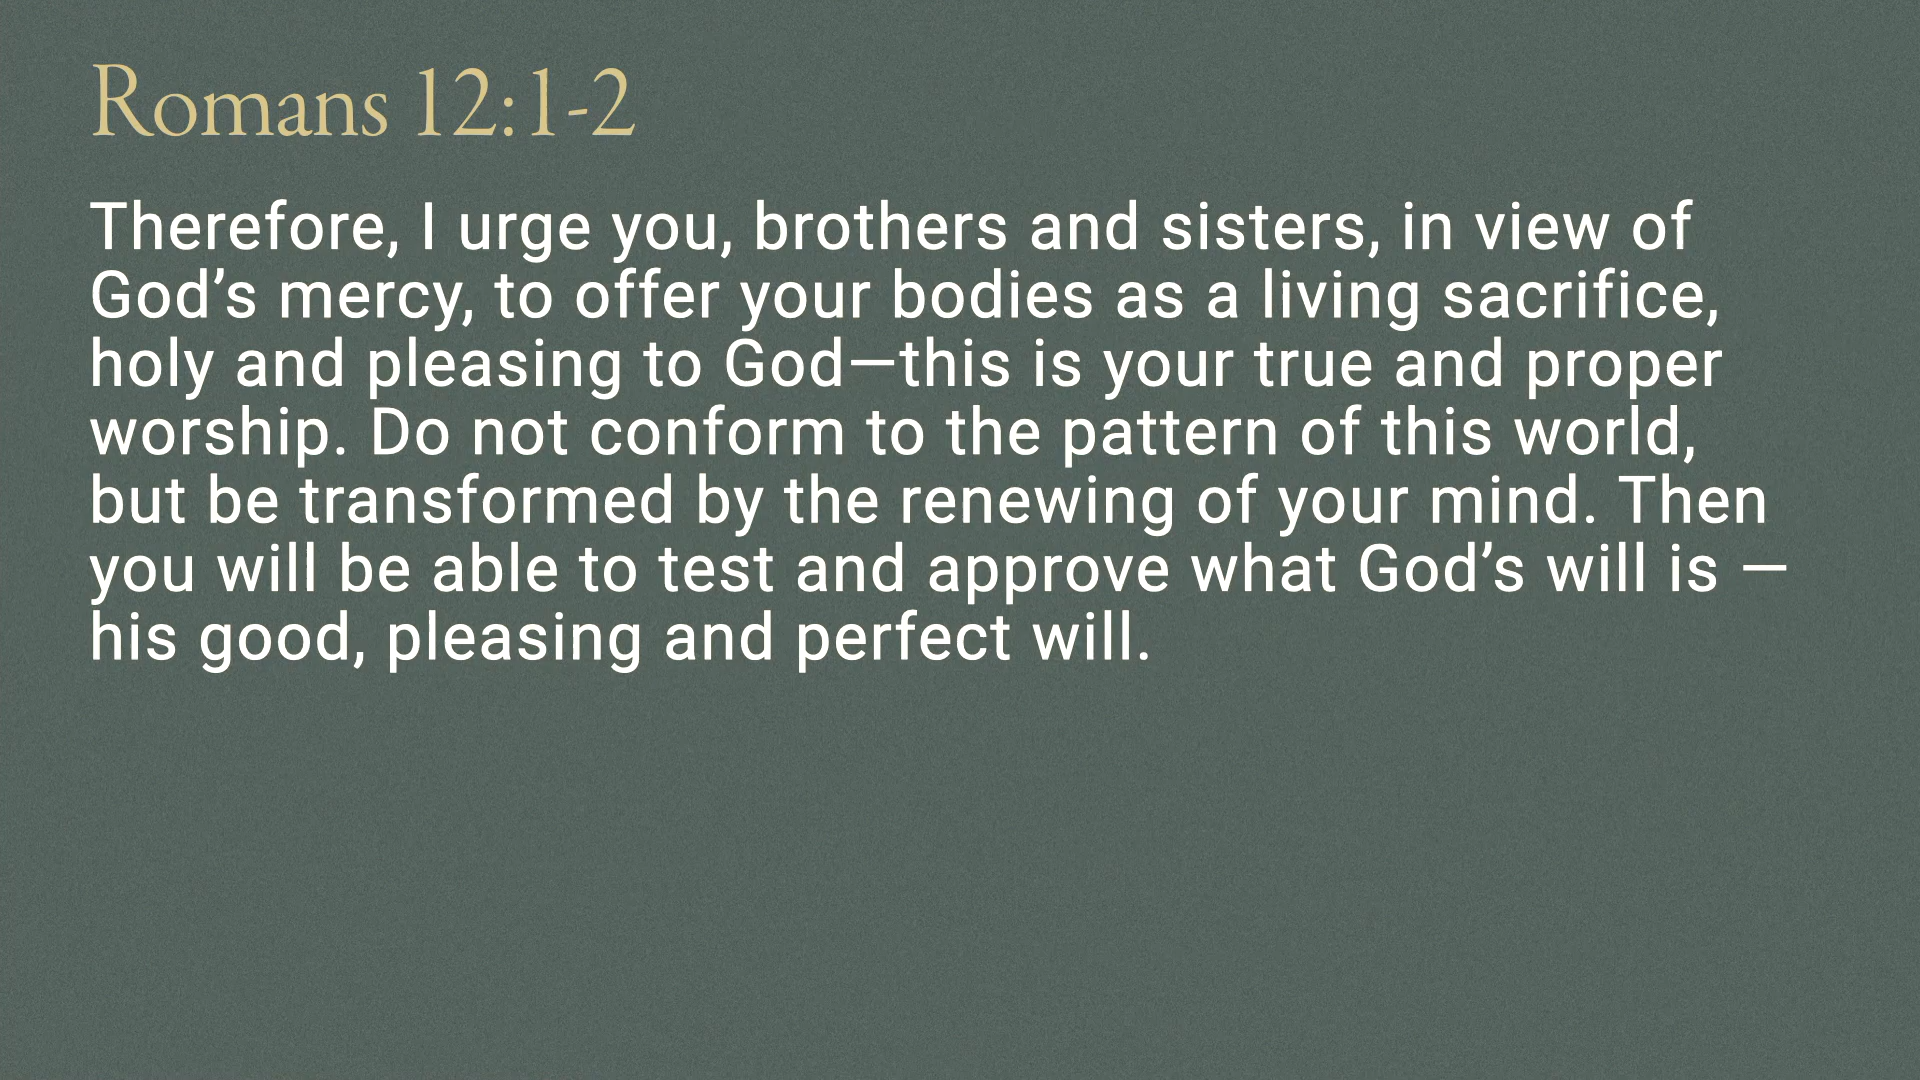 Romans 12:1-2
Therefore, I urge you, brothers and sisters, in view of
God’s mercy, to offer your bodies as a living sacrifice,
holy and pleasing to God—this is your true and proper
worship. Do not conform to the pattern of this world,
but be transformed by the renewing of your mind. Then
you will be able to test and approve what God’s will is —
his good, pleasing and perfect will.